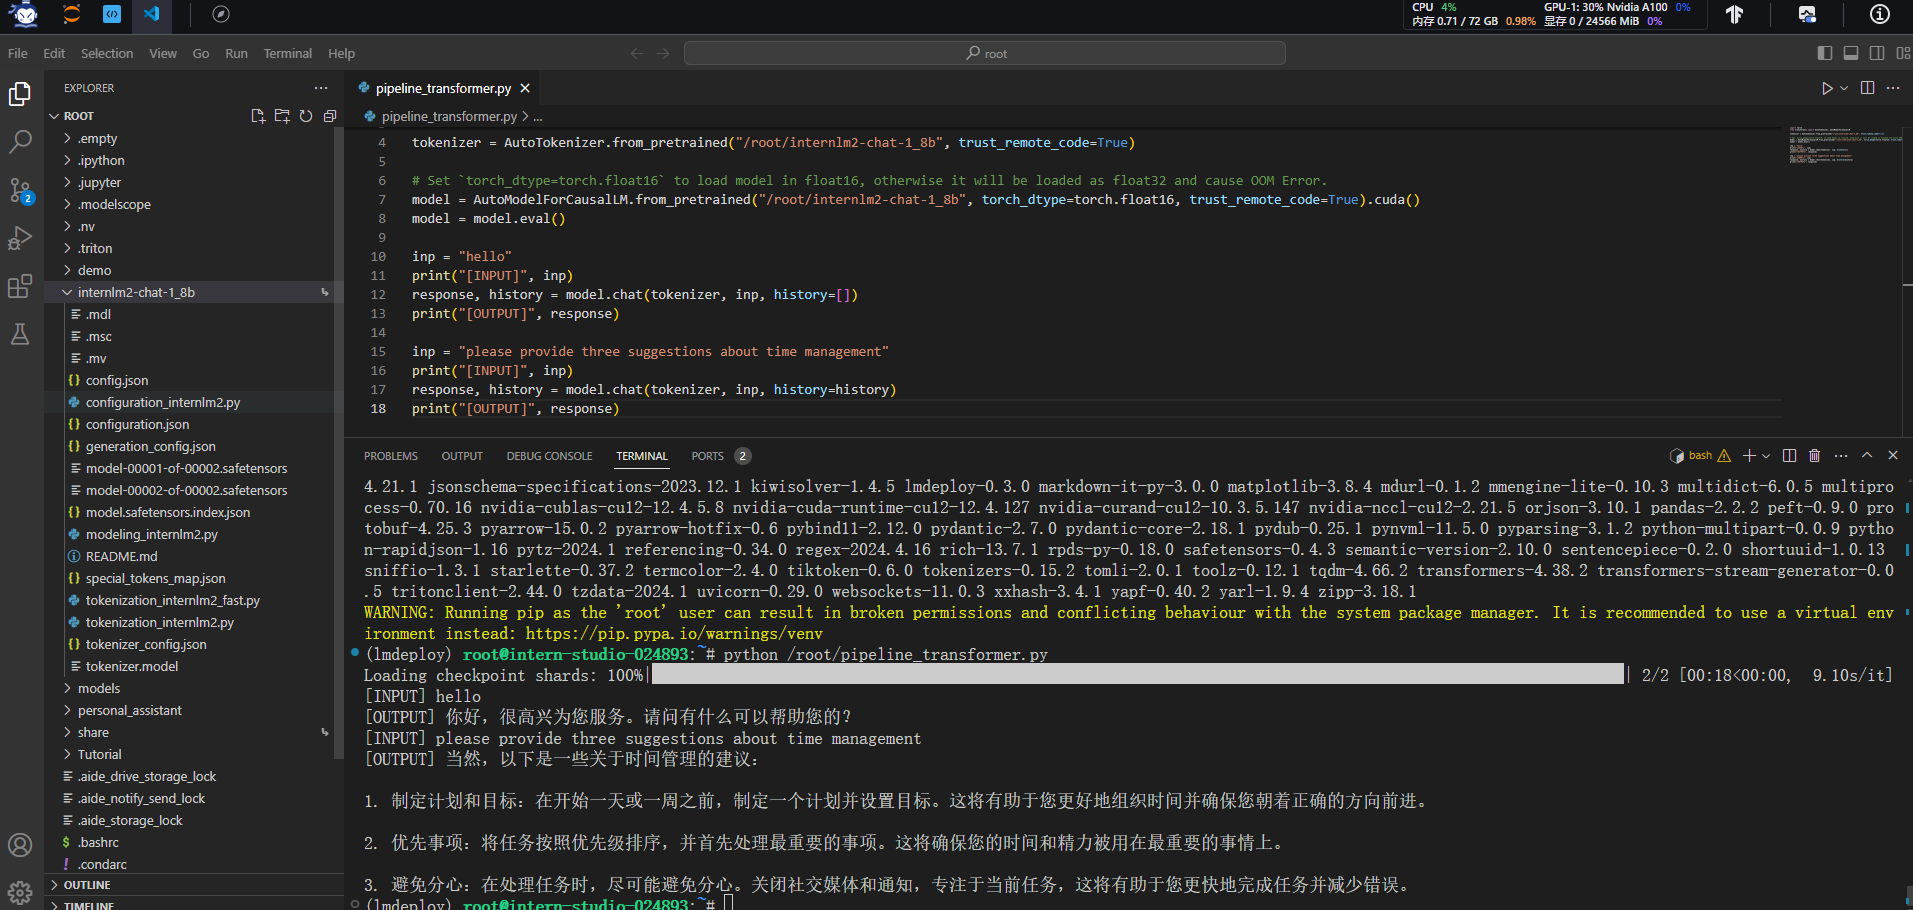 CPU 4%
GPU-1: 30% Nvidia A100 0%
内存 0.71 / 72 GB 0.98%
显存 0 / 24566 MiB 0%
File Edit Selection View Go Run Terminal Help
root
EXPLORER
ROOT
.empty
.ipython
.jupyter
.modelscope
.nv
.triton
demo
internlm2-chat-1_8b
.mdl
.msc
.mv
config.json
configuration_internlm2.py
configuration.json
generation_config.json
model-00001-of-00002.safetensors
model-00002-of-00002.safetensors
model.safetensors.index.json
modeling_internlm2.py
README.md
special_tokens_map.json
tokenization_internlm2_fast.py
tokenization_internlm2.py
tokenizer_config.json
tokenizer.model
models
personal_assistant
share
Tutorial
.aide_drive_storage_lock
.aide_notify_send_lock
.aide_storage_lock
.bashrc
.condarc
OUTLINE
TIMELINE
2
pipeline_transformer.py
pipeline_transformer.py > ...
4 tokenizer = AutoTokenizer.from_pretrained("/root/internlm2-chat-1_8b", trust_remote_code=True)
5
6 # Set `torch_dtype=torch.float16` to load model in float16, otherwise it will be loaded as float32 and cause OOM Error.
7 model = AutoModelForCausalLM.from_pretrained("/root/internlm2-chat-1_8b", torch_dtype=torch.float16, trust_remote_code=True).cuda()
8 model = model.eval()
9
10 inp = "hello"
11 print("[INPUT]", inp)
12 response, history = model.chat(tokenizer, inp, history=[])
13 print("[OUTPUT]", response)
14
15 inp = "please provide three suggestions about time management"
16 print("[INPUT]", inp)
17 response, history = model.chat(tokenizer, inp, history=history)
18 print("[OUTPUT]", response)
PROBLEMS OUTPUT DEBUG CONSOLE TERMINAL PORTS 2
bash
4.21.1 jsonschema-specifications-2023.12.1 kiwisolver-1.4.5 lmdeploy-0.3.0 markdown-it-py-3.0.0 matplotlib-3.8.4 mdurl-0.1.2 mmengine-lite-0.10.3 multidict-6.0.5 multipro
cess-0.70.16 nvidia-cublas-cu12-12.4.5.8 nvidia-cuda-runtime-cu12-12.4.127 nvidia-curand-cu12-10.3.5.147 nvidia-nccl-cu12-2.21.5 orjson-3.10.1 pandas-2.2.2 peft-0.9.0 pro
tobuf-4.25.3 pyarrow-15.0.2 pyarrow-hotfix-0.6 pybind11-2.12.0 pydantic-2.7.0 pydantic-core-2.18.1 pydub-0.25.1 pynvml-11.5.0 pyparsing-3.1.2 python-multipart-0.0.9 pytho
n-rapidjson-1.16 pytz-2024.1 referencing-0.34.0 regex-2024.4.16 rich-13.7.1 rpds-py-0.18.0 safetensors-0.4.3 semantic-version-2.10.0 sentencepiece-0.2.0 shortuuid-1.0.13
sniffio-1.3.1 starlette-0.37.2 termcolor-2.4.0 tiktoken-0.6.0 tokenizers-0.15.2 tomli-2.0.1 toolz-0.12.1 tqdm-4.66.2 transformers-4.38.2 transformers-stream-generator-0.0
.5 tritonclient-2.44.0 tzdata-2024.1 uvicorn-0.29.0 websockets-11.0.3 xxhash-3.4.1 yapf-0.40.2 yarl-1.9.4 zipp-3.18.1
WARNING: Running pip as the 'root' user can result in broken permissions and conflicting behaviour with the system package manager. It is recommended to use a virtual env
ironment instead: https://pip.pypa.io/warnings/venv
(lmdeploy) root@intern-studio-024893:~# python /root/pipeline_transformer.py
Loading checkpoint shards: 100%| | 2/2 [00:18<00:00, 9.10s/it]
[INPUT] hello
[OUTPUT] 你好，很高兴为您服务。请问有什么可以帮助您的？
[INPUT] please provide three suggestions about time management
[OUTPUT] 当然，以下是一些关于时间管理的建议：
1. 制定计划和目标：在开始一天或一周之前，制定一个计划并设置目标。这将有助于您更好地组织时间并确保您朝着正确的方向前进。
2. 优先事项：将任务按照优先级排序，并首先处理最重要的事项。这将确保您的时间和精力被用在最重要的事情上。
3. 避免分心：在处理任务时，尽可能避免分心。关闭社交媒体和通知，专注于当前任务，这将有助于您更快地完成任务并减少错误。
(lmdeploy) root@intern-studio-024893:~#